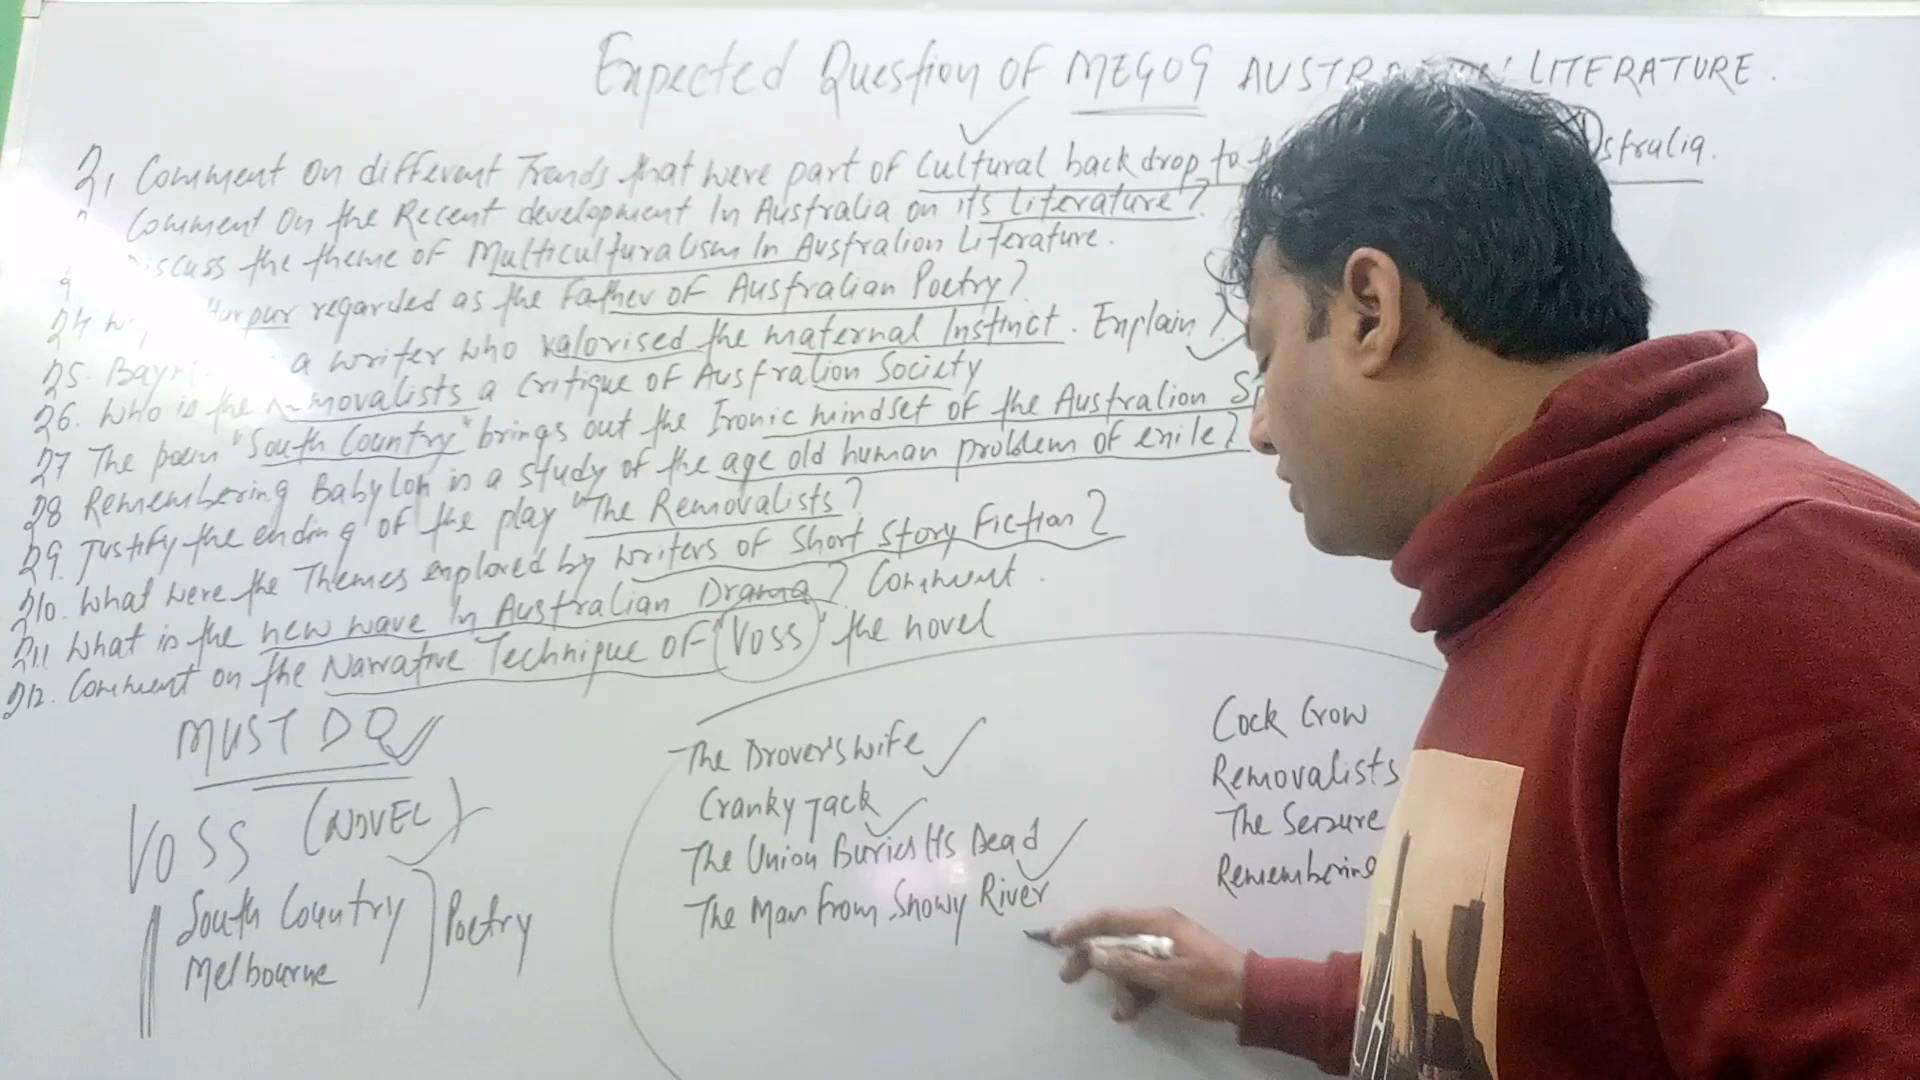 Expected Question OF MEG09 AUSTR LITERATURE.
Q1 Comment On different Trends that were part of Cultural backdrop to stralia.
Comment On the Recent development In Australia on its literature?
iscuss the theme of Multiculturalism In Australian Literature.
Q4 Harpur regarded as the Father OF Australian Poetry?
Q5. Bayn a writer who valorised the maternal Instinct. Explain?
Q6. Who is the Removalists a Critique of Australian Society
Q7 The poem "South Country" brings out the Ironic mindset of the Australian
Q8 Remembering Babylon is a study of the age old human problem of exile?
Q9. Justify the ending of the play "The Removalists?
Q10. What were the Themes explored by writers of Short Story Fiction?
Q11 What is the new wave In Australian Drama? Comment.
Q12. Comment on the Narrative Technique OF "VOSS" the novel
MUST DO
VOSS (NOVEL)
South Country
Melbourne
Poetry
The Drover's wife
Cranky Jack
The Union Buries Its Dead
The Man from Snowy River
Cock Crow
Removalists
The Seizure
Remembering